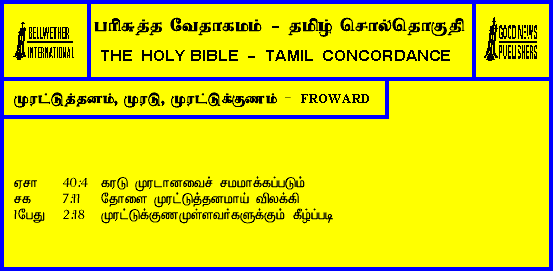 BELLWETHER
INTERNATIONAL
பரிசுத்த வேதாகமம் - தமிழ் சொல்தொகுதி
THE HOLY BIBLE - TAMIL CONCORDANCE
GOOD NEWS
PUBLISHERS
முரட்டுத்தனம், முரடு, முரட்டுக்குணம் - FROWARD
ஏசா 40:4 கரடு முரடானவைச் சமமாக்கப்படும்
சக 7:11 தோளை முரட்டுத்தனமாய் விலக்கி
1பேது 2:18 முரட்டுக்குணமுள்ளவர்களுக்கும் கீழ்ப்படி